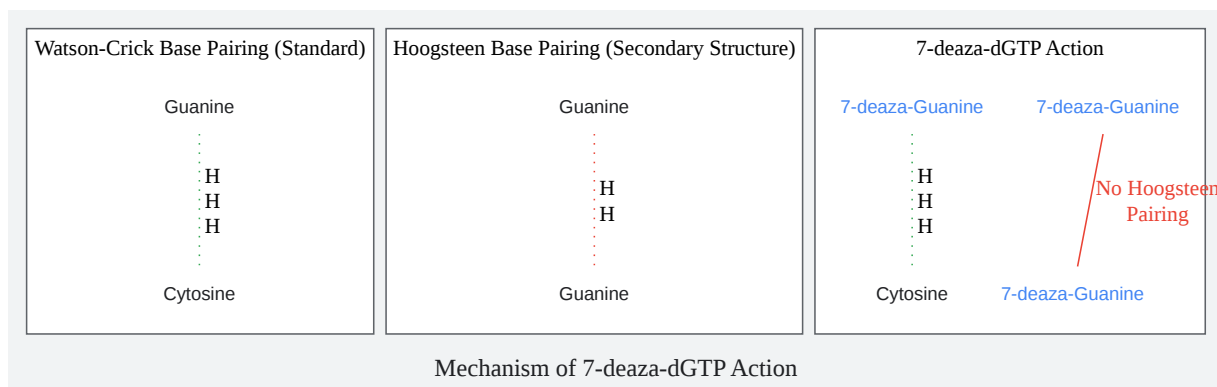 Watson-Crick Base Pairing (Standard)
Guanine
H
H
H
Cytosine
Hoogsteen Base Pairing (Secondary Structure)
Guanine
H
H
Guanine
7-deaza-dGTP Action
7-deaza-Guanine
H
H
H
Cytosine
7-deaza-Guanine
No Hoogsteen
Pairing
7-deaza-Guanine
Mechanism of 7-deaza-dGTP Action